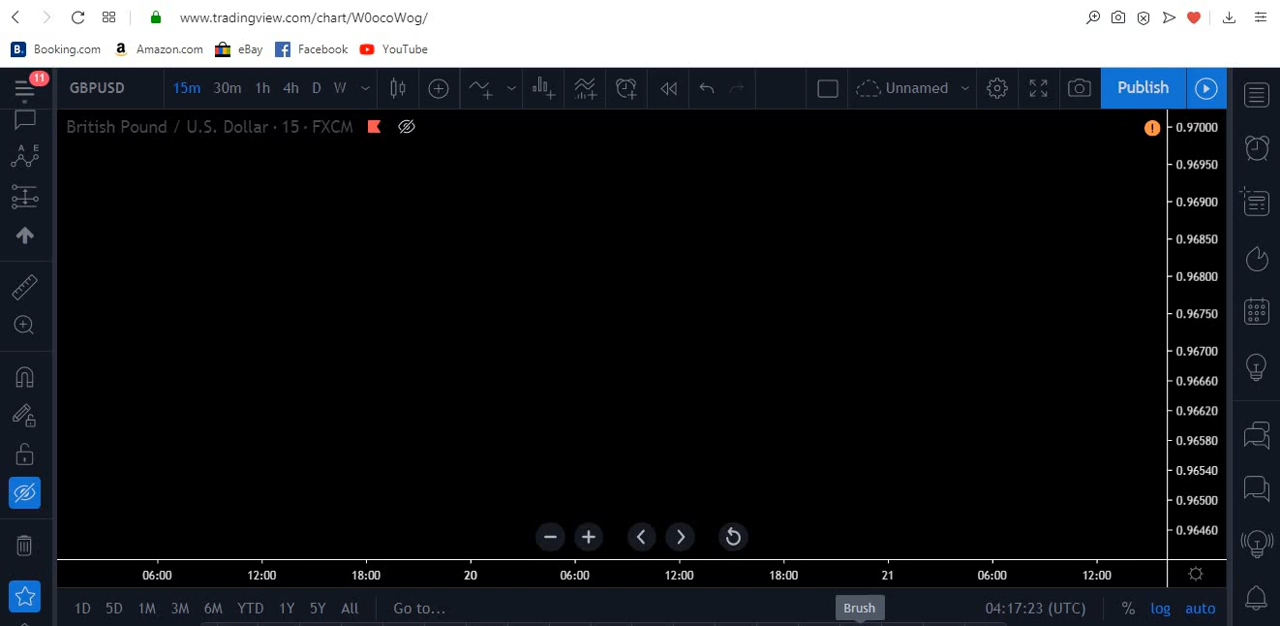 www.tradingview.com/chart/W0ocoWog/
B. Booking.com a Amazon.com eBay Facebook YouTube
11
GBPUSD 15m 30m 1h 4h D W Unnamed Publish
British Pound / U.S. Dollar · 15 · FXCM
A E
0.97000
0.96950
0.96900
0.96850
0.96800
0.96750
0.96700
0.96660
0.96620
0.96580
0.96540
0.96500
0.96460
06:00 12:00 18:00 20 06:00 12:00 18:00 21 06:00 12:00
1D 5D 1M 3M 6M YTD 1Y 5Y All Go to... Brush 04:17:23 (UTC) % log auto